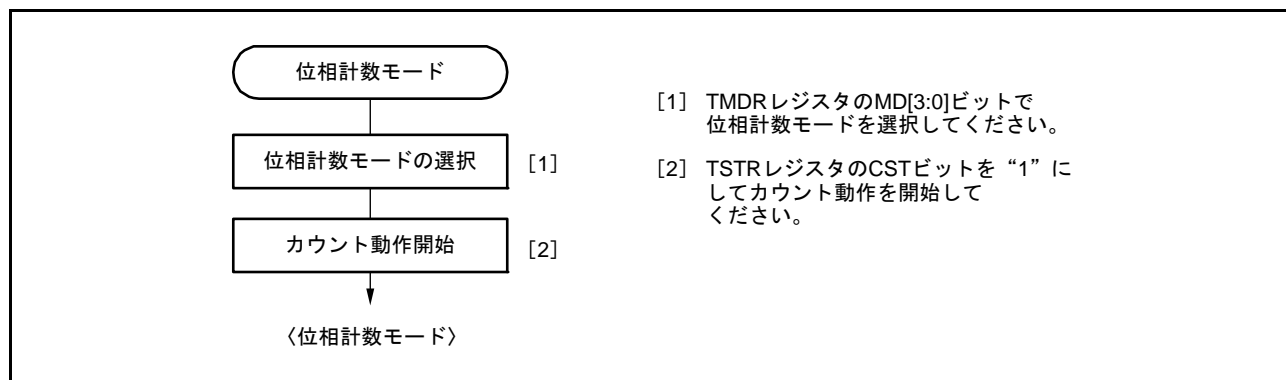 位相計数モード
位相計数モードの選択 [1]
カウント動作開始 [2]
〈位相計数モード〉
[1] TMDRレジスタのMD[3:0]ビットで
位相計数モードを選択してください。
[2] TSTRレジスタのCSTビットを“1”に
してカウント動作を開始して
ください。